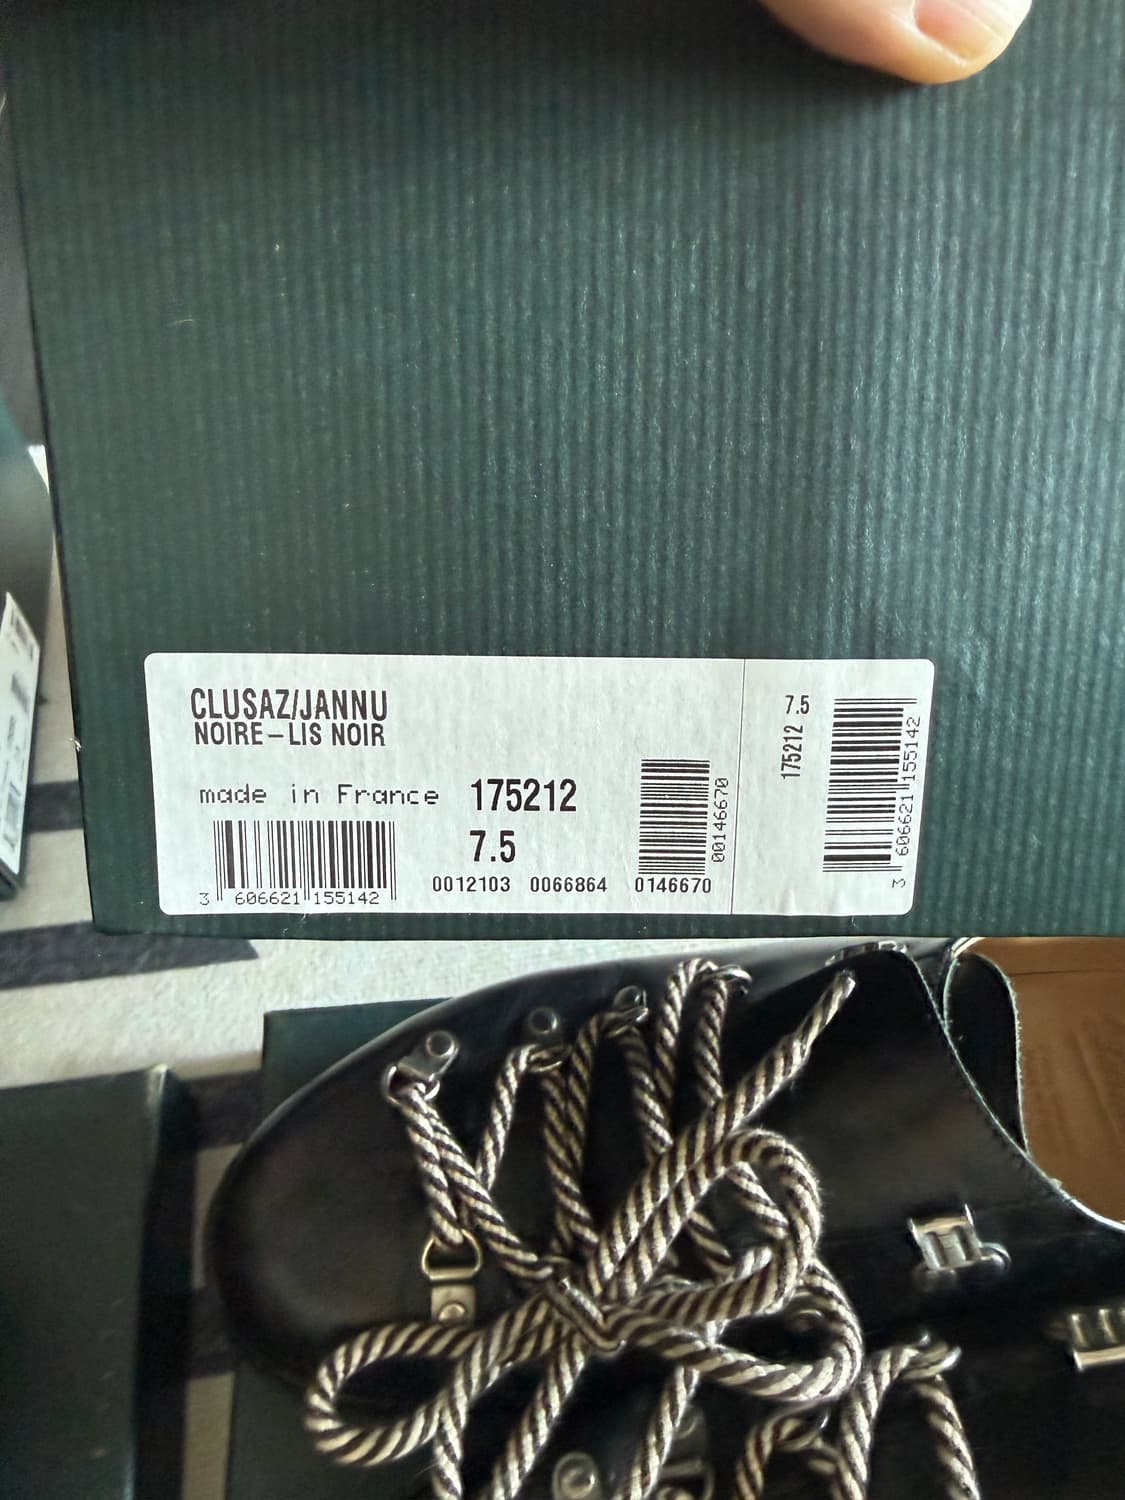 CLUSAZ/JANNU
NOIRE-LIS NOIR
made in France 175212
7.5
3 606621 155142
0012103 0066864 0146670
00146670
7.5
175212
3 606621 155142